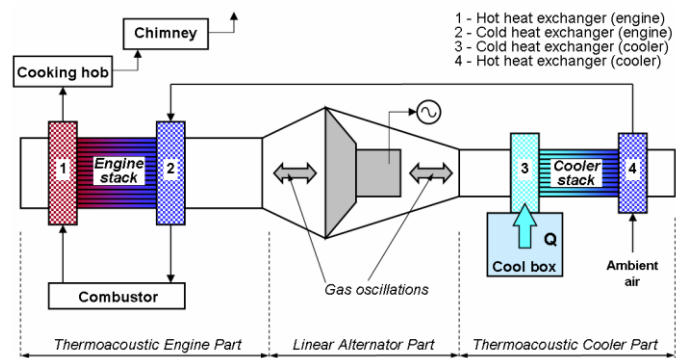 Chimney
Cooking hob
1 - Hot heat exchanger (engine)
2 - Cold heat exchanger (engine)
3 - Cold heat exchanger (cooler)
4 - Hot heat exchanger (cooler)
1
Engine
stack
2
3
Cooler
stack
4
Q
Cool box
Combustor
Gas oscillations
Ambient
air
Thermoacoustic Engine Part
Linear Alternator Part
Thermoacoustic Cooler Part